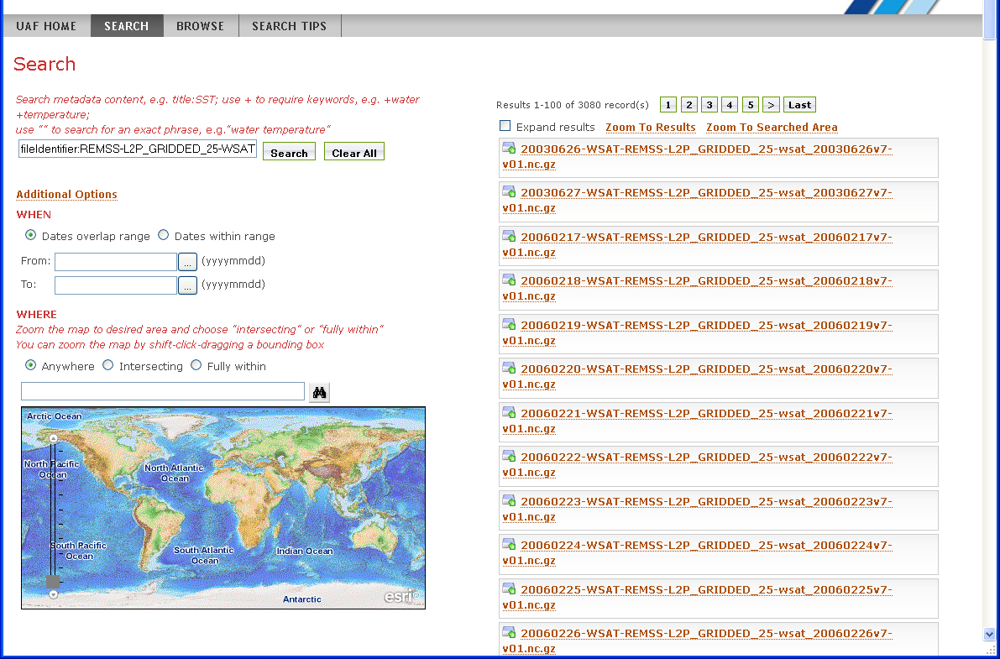 UAF HOME SEARCH BROWSE SEARCH TIPS
Search
Search metadata content, e.g. title:SST; use + to require keywords, e.g. +water
+temperature;
use "" to search for an exact phrase, e.g."water temperature"
fileIdentifier:REMSS-L2P_GRIDDED_25-WSAT
Search
Clear All
Additional Options
WHEN
Dates overlap range Dates within range
From: ... (yyyymmdd)
To: ... (yyyymmdd)
WHERE
Zoom the map to desired area and choose "intersecting" or "fully within"
You can zoom the map by shift-click-dragging a bounding box
Anywhere Intersecting Fully within
Arctic Ocean
North Pacific
Ocean
North Atlantic
Ocean
South Pacific
Ocean
South Atlantic
Ocean
Indian Ocean
Antarctic
esri
Results 1-100 of 3080 record(s) 1 2 3 4 5 > Last
Expand results Zoom To Results Zoom To Searched Area
20030626-WSAT-REMSS-L2P_GRIDDED_25-wsat_20030626v7-
v01.nc.gz
20030627-WSAT-REMSS-L2P_GRIDDED_25-wsat_20030627v7-
v01.nc.gz
20060217-WSAT-REMSS-L2P_GRIDDED_25-wsat_20060217v7-
v01.nc.gz
20060218-WSAT-REMSS-L2P_GRIDDED_25-wsat_20060218v7-
v01.nc.gz
20060219-WSAT-REMSS-L2P_GRIDDED_25-wsat_20060219v7-
v01.nc.gz
20060220-WSAT-REMSS-L2P_GRIDDED_25-wsat_20060220v7-
v01.nc.gz
20060221-WSAT-REMSS-L2P_GRIDDED_25-wsat_20060221v7-
v01.nc.gz
20060222-WSAT-REMSS-L2P_GRIDDED_25-wsat_20060222v7-
v01.nc.gz
20060223-WSAT-REMSS-L2P_GRIDDED_25-wsat_20060223v7-
v01.nc.gz
20060224-WSAT-REMSS-L2P_GRIDDED_25-wsat_20060224v7-
v01.nc.gz
20060225-WSAT-REMSS-L2P_GRIDDED_25-wsat_20060225v7-
v01.nc.gz
20060226-WSAT-REMSS-L2P_GRIDDED_25-wsat_20060226v7-
v01.nc.gz